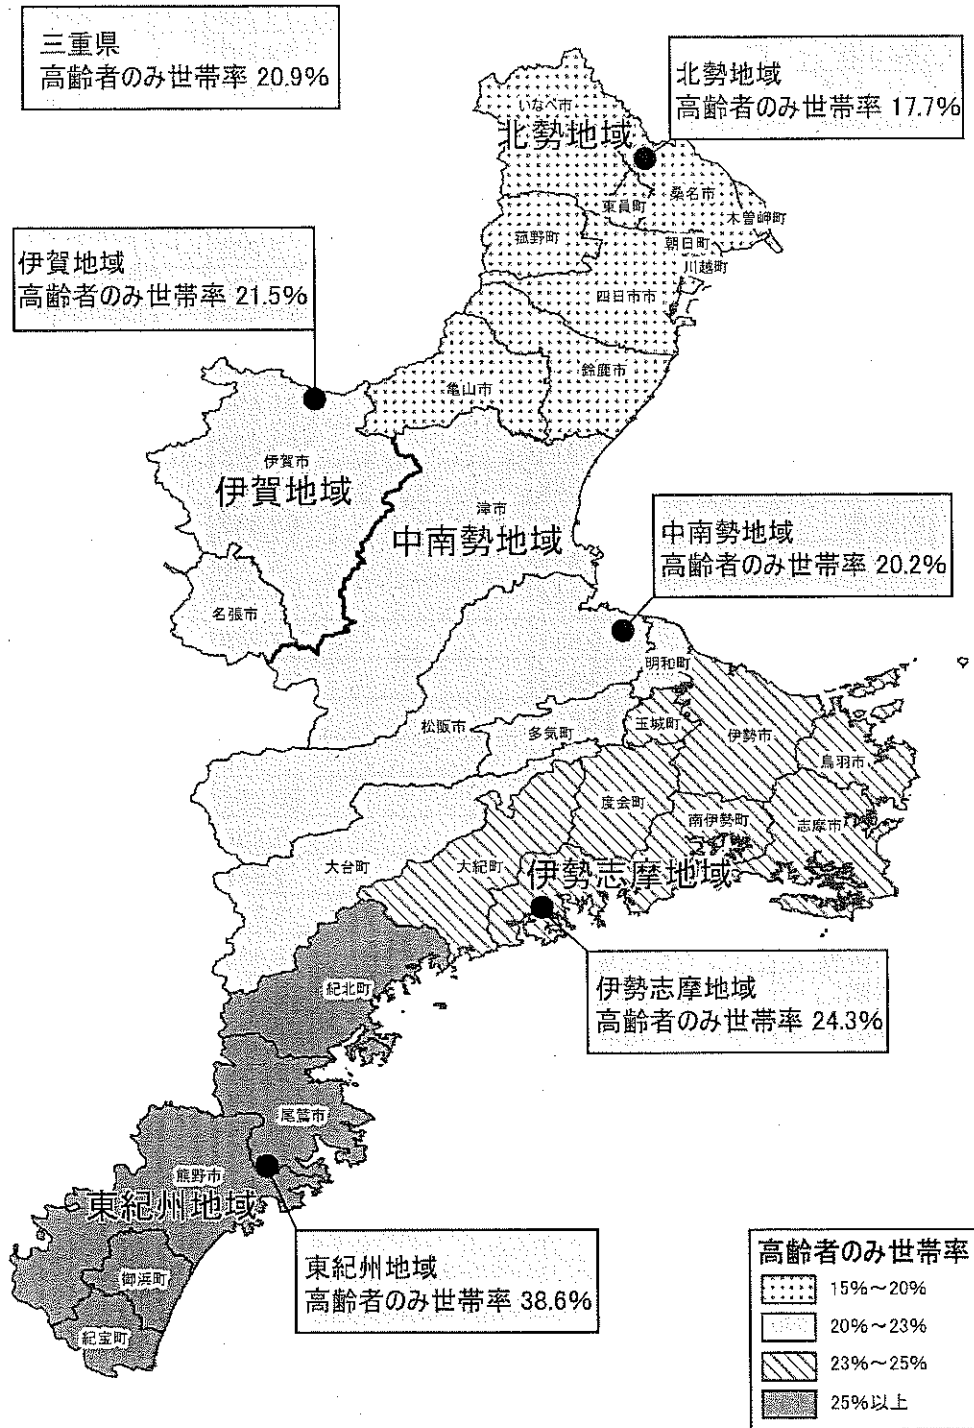 三重県
高齢者のみ世帯率 20.9%
北勢地域
高齢者のみ世帯率 17.7%
いなべ市
北勢地域
桑名市
東員町
木曽岬町
菰野町
朝日町
川越町
四日市市
伊賀地域
高齢者のみ世帯率 21.5%
鈴鹿市
亀山市
伊賀市
伊賀地域
津市
中南勢地域
中南勢地域
高齢者のみ世帯率 20.2%
名張市
明和町
松阪市
多気町
玉城町
伊勢市
鳥羽市
度会町
南伊勢町
志摩市
大台町
大紀町
伊勢志摩地域
伊勢志摩地域
高齢者のみ世帯率 24.3%
紀北町
尾鷲市
熊野市
東紀州地域
東紀州地域
高齢者のみ世帯率 38.6%
御浜町
紀宝町
高齢者のみ世帯率
15%～20%
20%～23%
23%～25%
25%以上